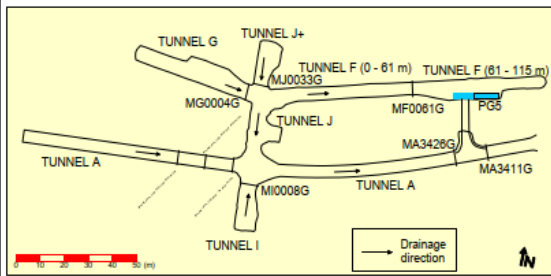 TUNNEL J+
TUNNEL G
MJ0033G
TUNNEL F (0 - 61 m)
TUNNEL F (61 - 115 m)
MG0004G
MF0061G
PG5
TUNNEL J
MA3426G
TUNNEL A
MI0008G
TUNNEL A
MA3411G
TUNNEL I
0 10 20 30 40 50 (m)
Drainage
direction
N